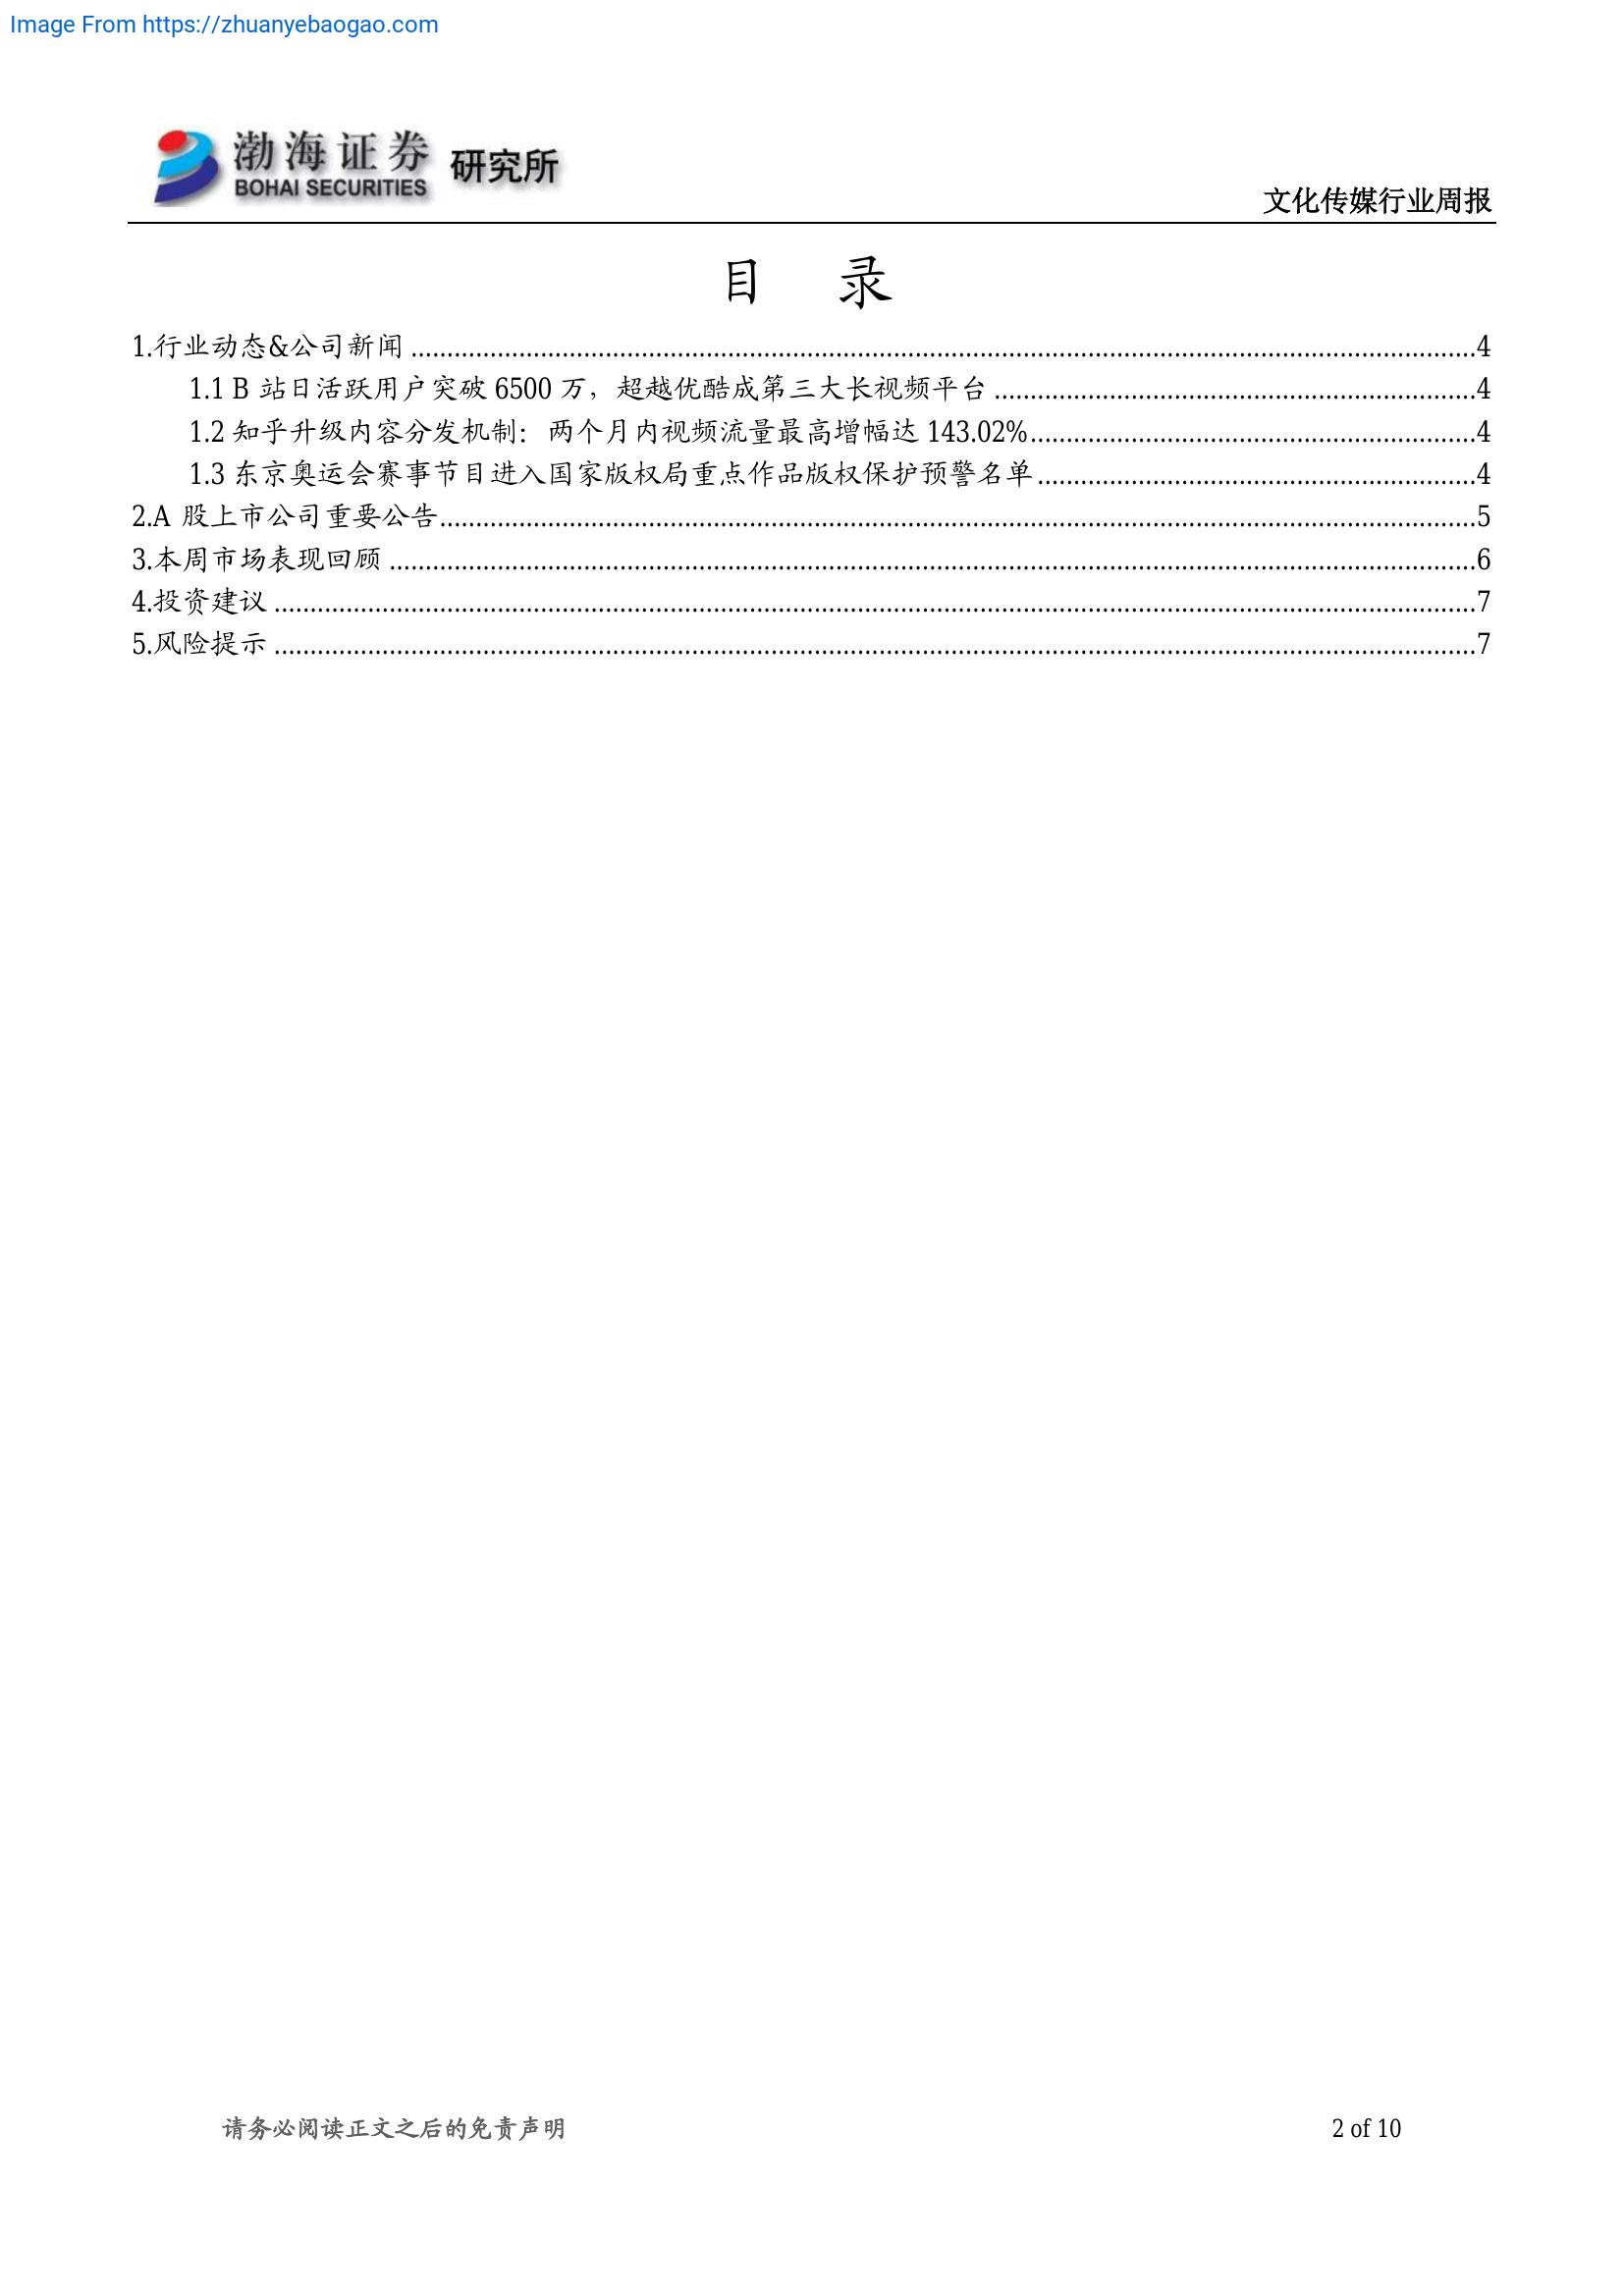 Image From https://zhuanyebaogao.com
渤海证券 研究所
BOHAI SECURITIES
文化传媒行业周报
目 录
1.行业动态&公司新闻 ........ 4
1.1 B 站日活跃用户突破 6500 万，超越优酷成第三大长视频平台 ........ 4
1.2 知乎升级内容分发机制：两个月内视频流量最高增幅达 143.02% ........ 4
1.3 东京奥运会赛事节目进入国家版权局重点作品版权保护预警名单 ........ 4
2.A 股上市公司重要公告 ........ 5
3.本周市场表现回顾 ........ 6
4.投资建议 ........ 7
5.风险提示 ........ 7
请务必阅读正文之后的免责声明 2 of 10